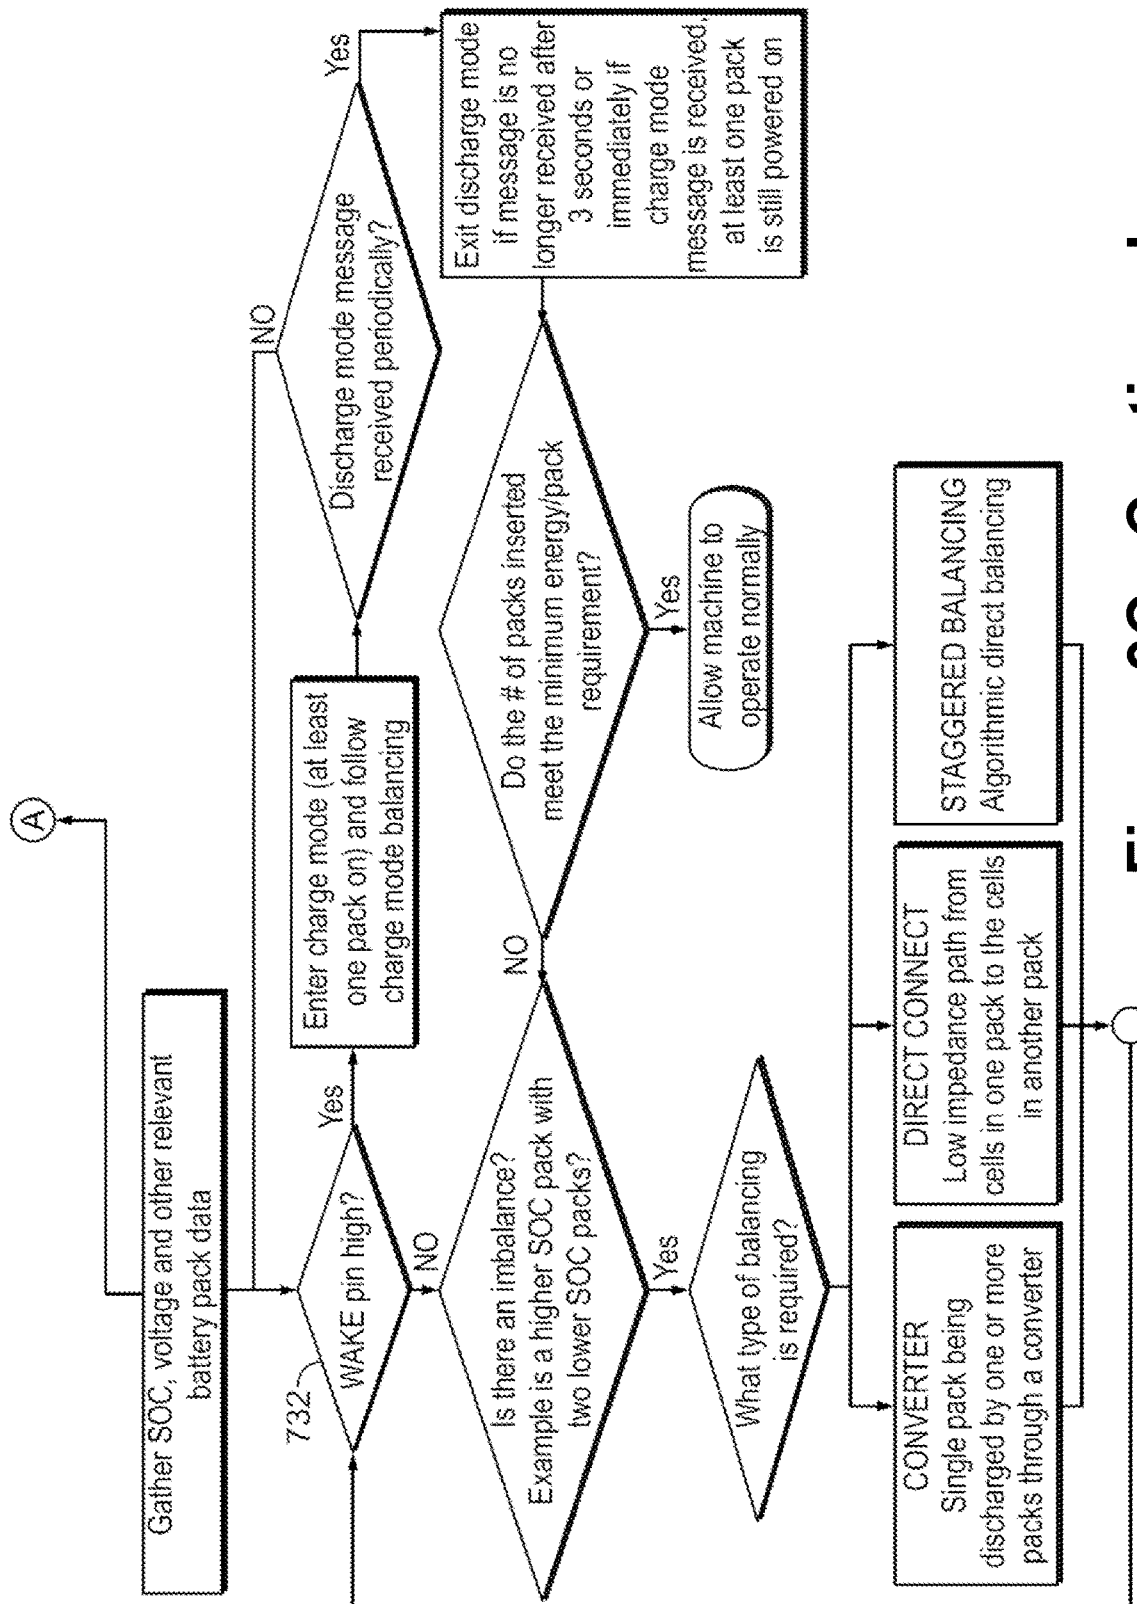 A
Gather SOC, voltage and other relevant
battery pack data
732
WAKE pin high?
Yes
NO
Enter charge mode (at least
one pack on) and follow
charge mode balancing
Discharge mode message
received periodically?
NO
Yes
Exit discharge mode
if message is no
longer received after
3 seconds or
immediately if
charge mode
message is received,
at least one pack
is still powered on
Do the # of packs inserted
meet the minimum energy/pack
requirement?
NO
Yes
Allow machine to
operate normally
Is there an imbalance?
Example is a higher SOC pack with
two lower SOC packs?
Yes
What type of balancing
is required?
CONVERTER
Single pack being
discharged by one or more
packs through a converter
DIRECT CONNECT
Low impedance path from
cells in one pack to the cells
in another pack
STAGGERED BALANCING
Algorithmic direct balancing